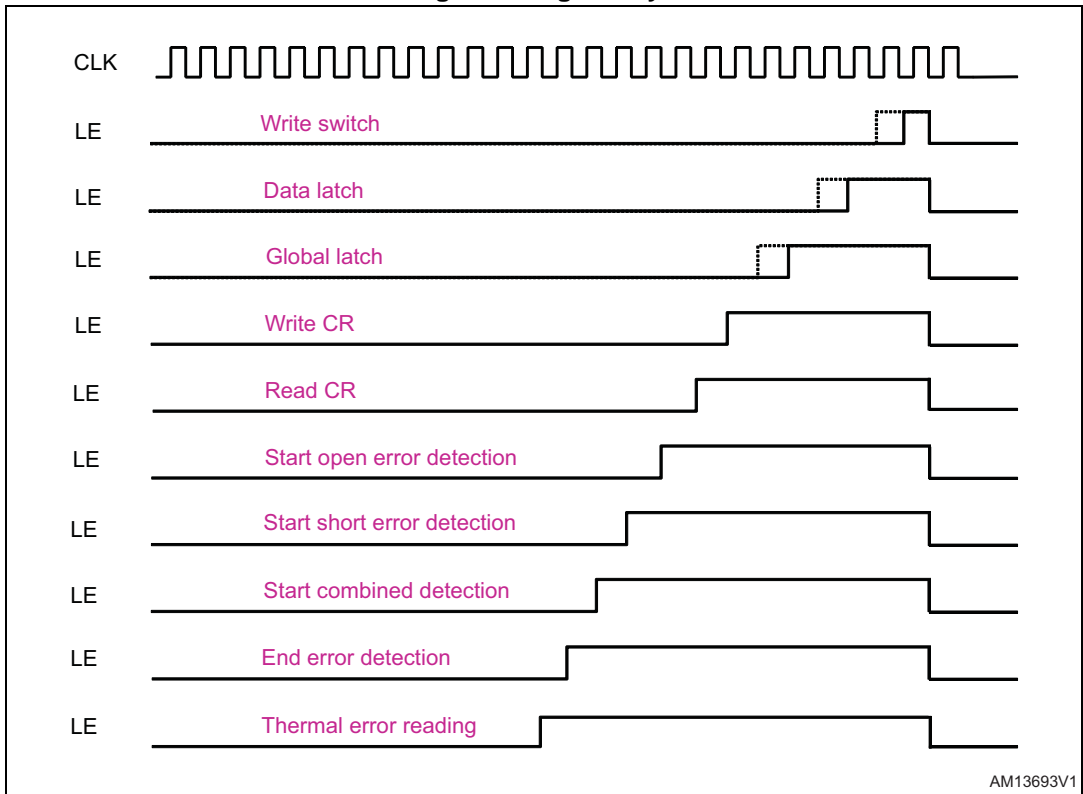 CLK
LE Write switch
LE Data latch
LE Global latch
LE Write CR
LE Read CR
LE Start open error detection
LE Start short error detection
LE Start combined detection
LE End error detection
LE Thermal error reading
AM13693V1